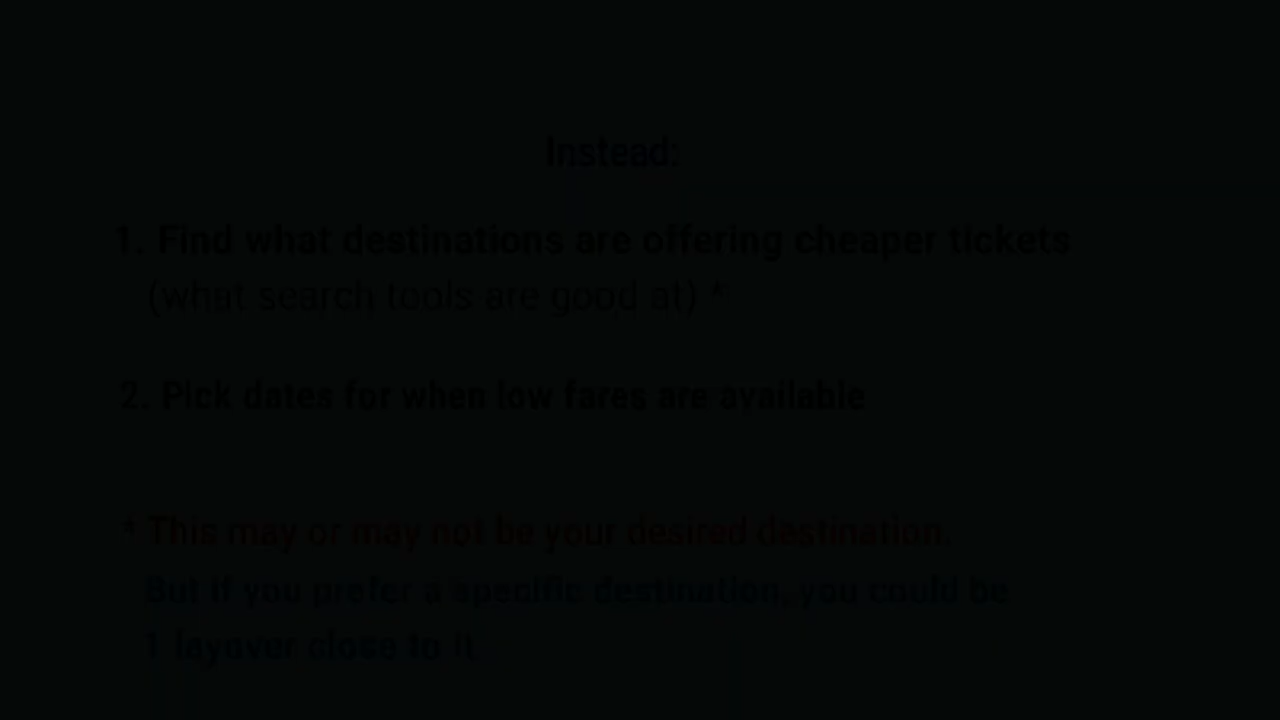 Instead:
1. Find what destinations are offering cheaper tickets
(what search tools are good at) *
2. Pick dates for when low fares are available
* This may or may not be your desired destination.
But if you prefer a specific destination, you could be
1 layover close to it